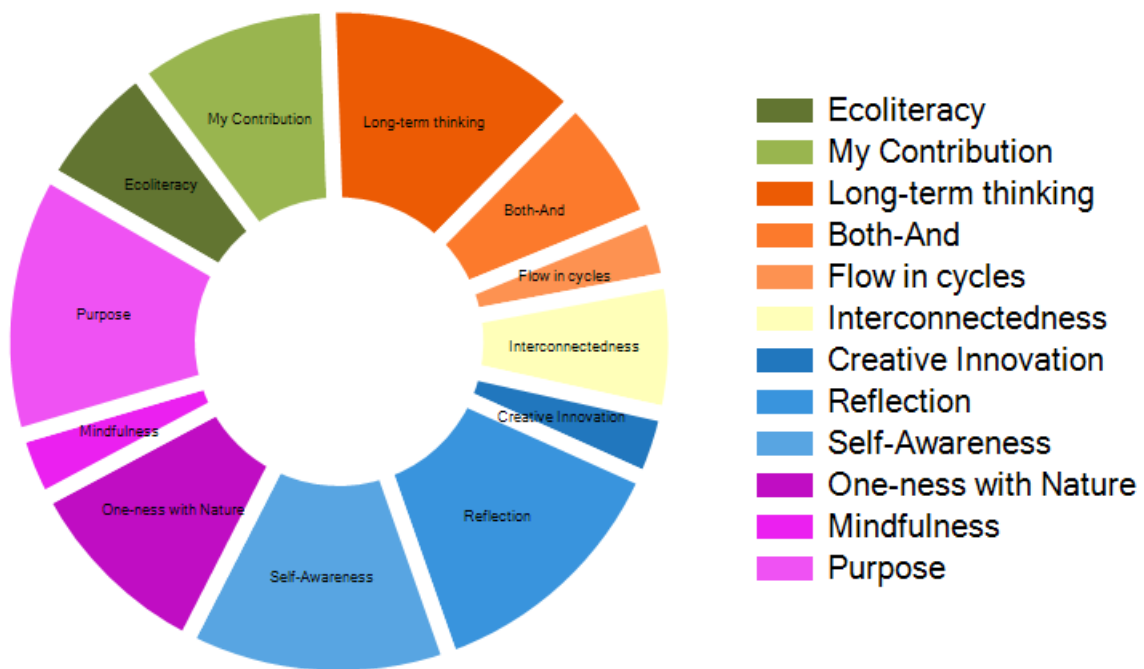 My Contribution
Long-term thinking
Ecoliteracy
Both-And
Flow in cycles
Purpose
Interconnectedness
Creative Innovation
Mindfulness
One-ness with Nature
Reflection
Self-Awareness
Ecoliteracy
My Contribution
Long-term thinking
Both-And
Flow in cycles
Interconnectedness
Creative Innovation
Reflection
Self-Awareness
One-ness with Nature
Mindfulness
Purpose